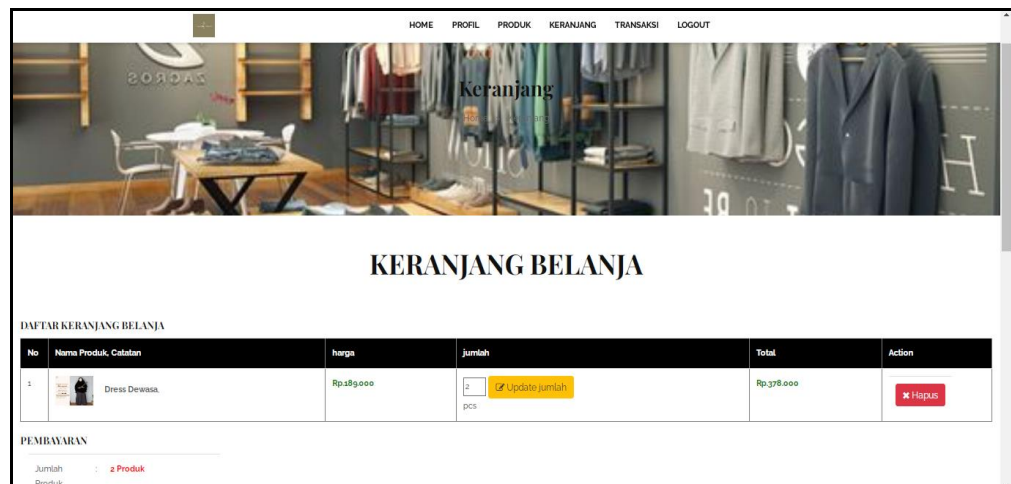 HOME PROFIL PRODUK KERANJANG TRANSAKSI LOGOUT
ZAGROS
Keranjang
KERANJANG BELANJA
DAFTAR KERANJANG BELANJA
No Nama Produk, Catatan harga jumlah Total Action
1 Dress Dewasa, Rp.189.000 2 Update jumlah Rp.378.000 Hapus
pcs
PEMBAYARAN
Jumlah : 2 Produk
Produk